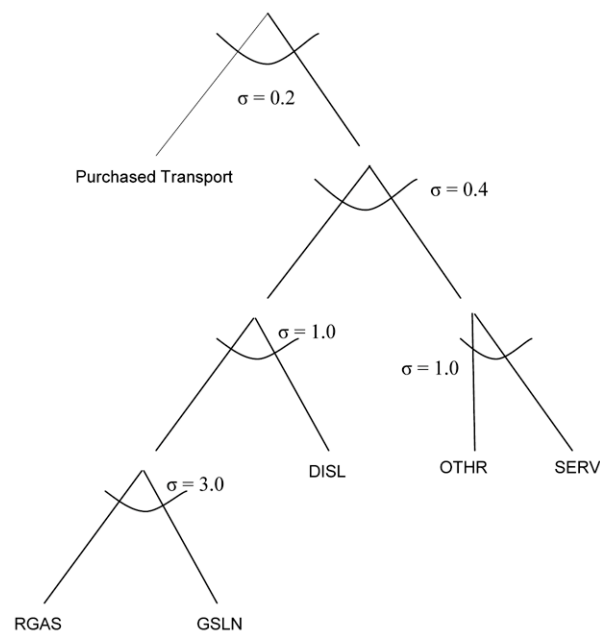 σ = 0.2
Purchased Transport
σ = 0.4
σ = 1.0
σ = 1.0
DISL
OTHR
SERV
σ = 3.0
RGAS
GSLN